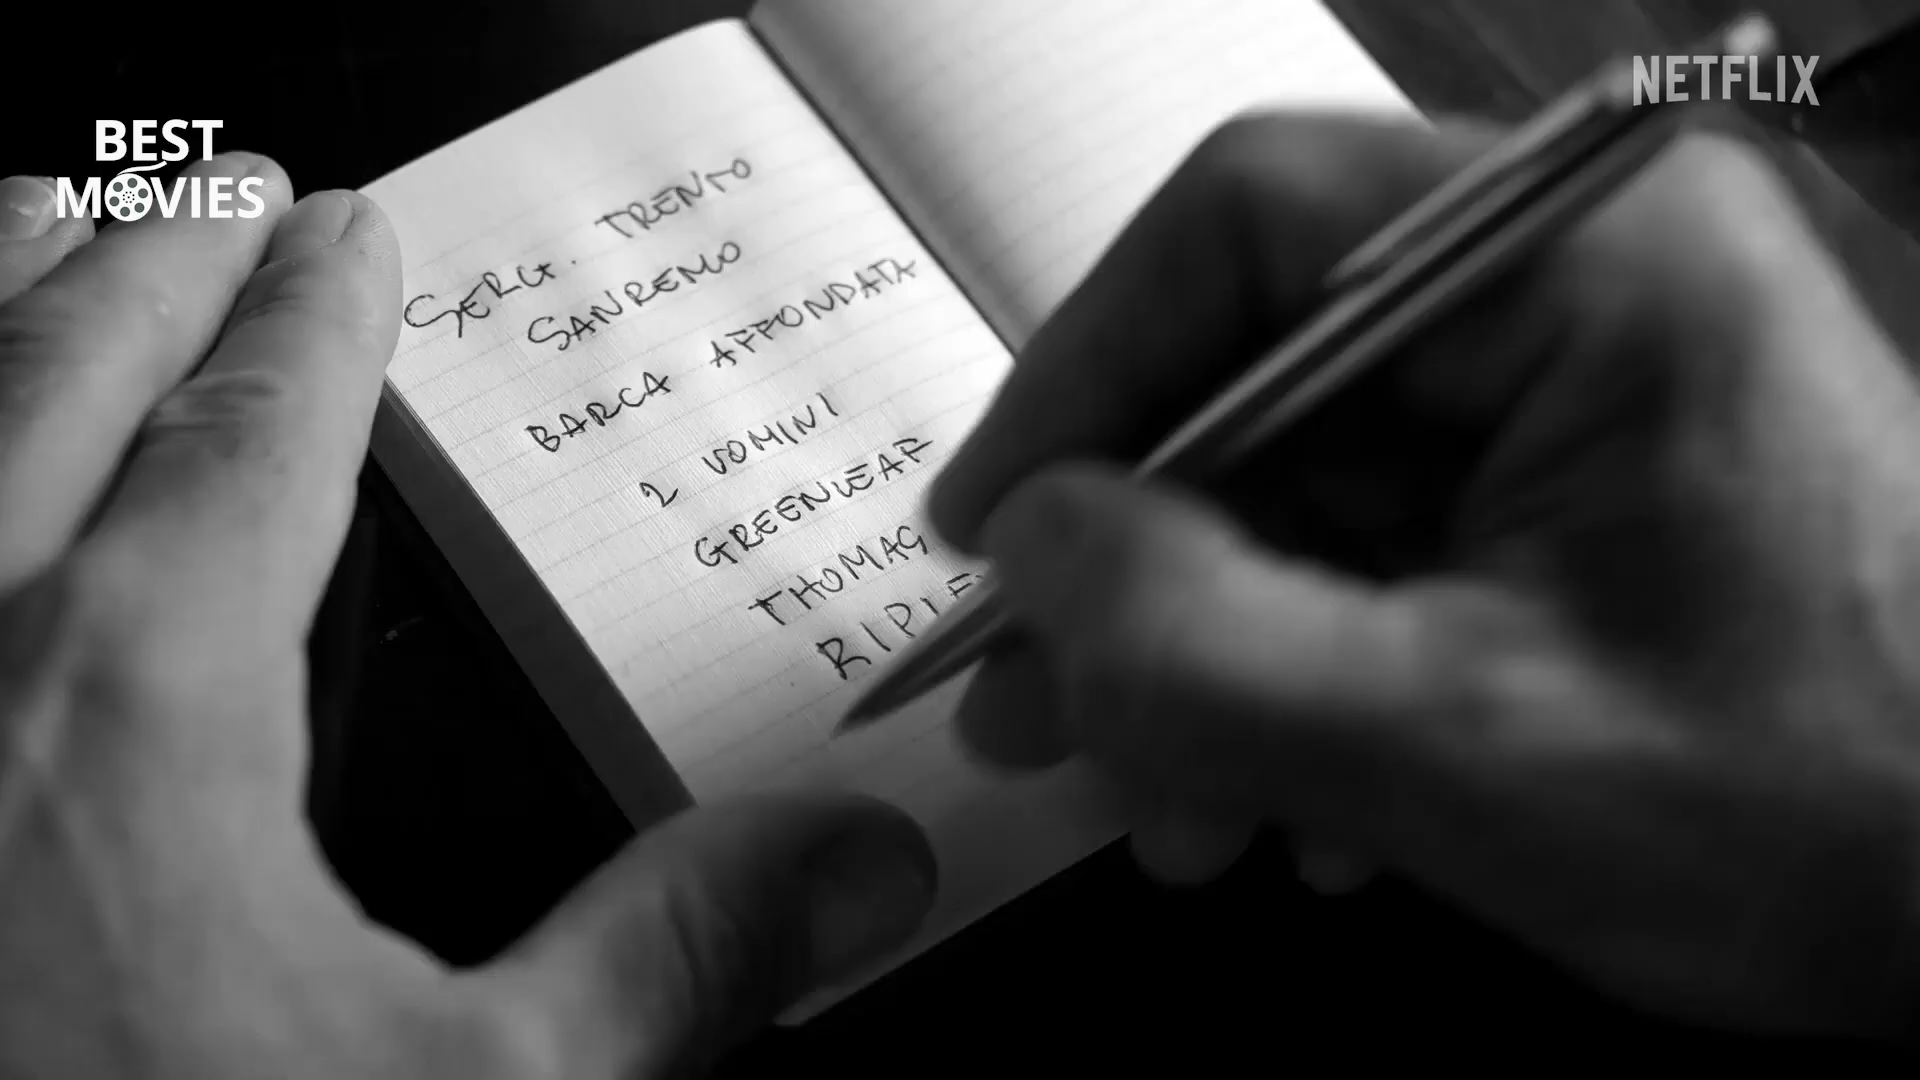 BEST
MOVIES
NETFLIX
SERG. TRENTO
SANREMO
BARCA AFFONDATA
2 UOMINI
GREENLEAF
THOMAS